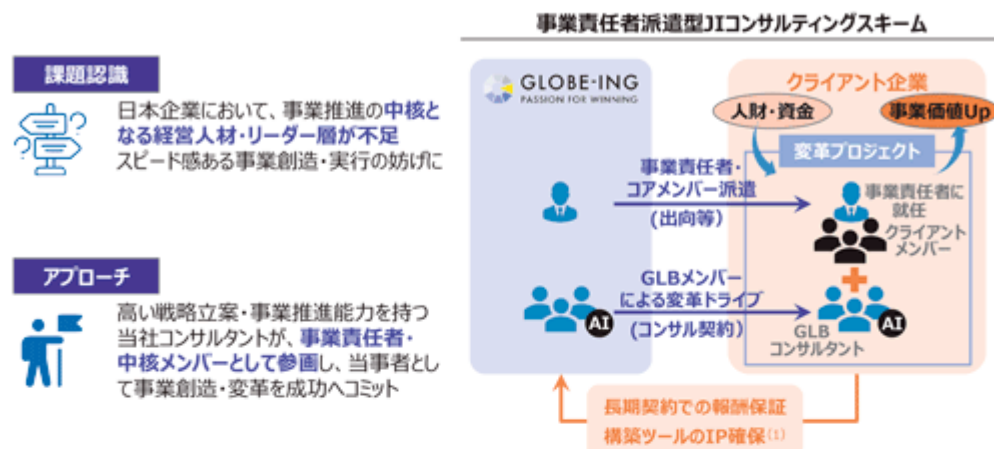 事業責任者派遣型JIコンサルティングスキーム
課題認識
日本企業において、事業推進の中核と
なる経営人材・リーダー層が不足
スピード感ある事業創造・実行の妨げに
アプローチ
高い戦略立案・事業推進能力を持つ
当社コンサルタントが、事業責任者・
中核メンバーとして参画し、当事者とし
て事業創造・変革を成功へコミット
GLOBE-ING
PASSION FOR WINNING
クライアント企業
人財・資金
事業価値Up
変革プロジェクト
事業責任者・
コアメンバー派遣
(出向等)
事業責任者に
就任
クライアント
メンバー
GLBメンバー
による変革ドライブ
(コンサル契約)
AI
AI
GLB
コンサルタント
長期契約での報酬保証
構築ツールのIP確保(1)